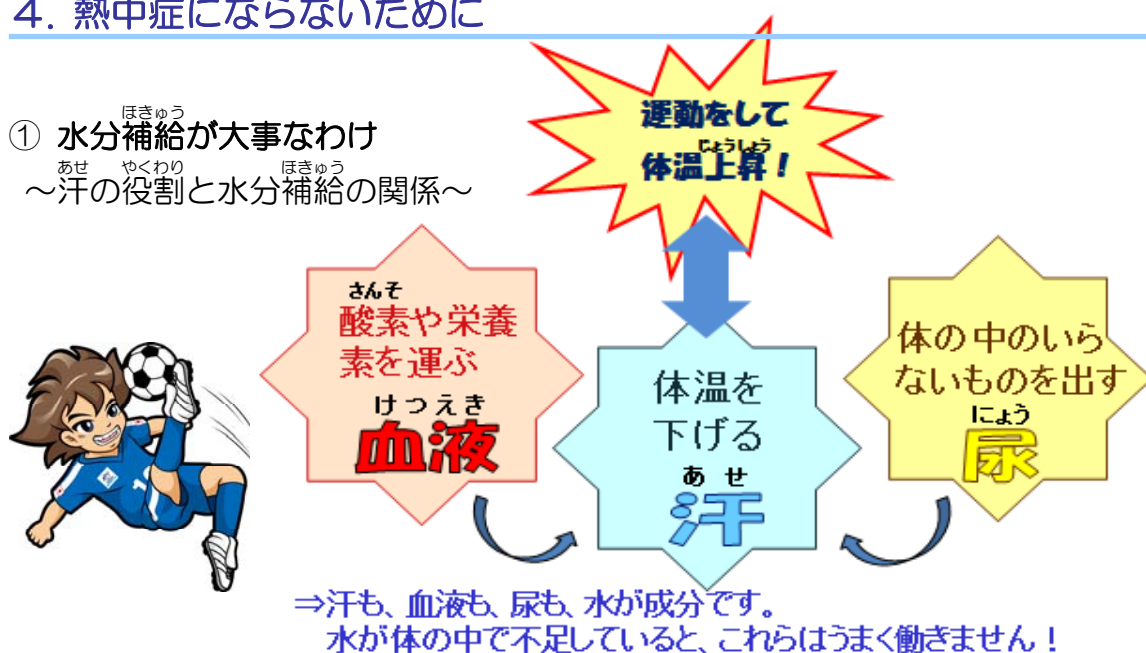 4. 熱中症にならないために
運動をして
体温上昇！
じょうしょう
ほきゅう
① 水分補給が大事なわけ
あせ やくわり ほきゅう
～汗の役割と水分補給の関係～
さんそ
酸素や栄養
素を運ぶ
けつえき
血液
体温を
下げる
あせ
汗
体の中のいら
ないものを出す
にょう
尿
⇒汗も、血液も、尿も、水が成分です。
水が体の中で不足していると、これらはうまく働きません！